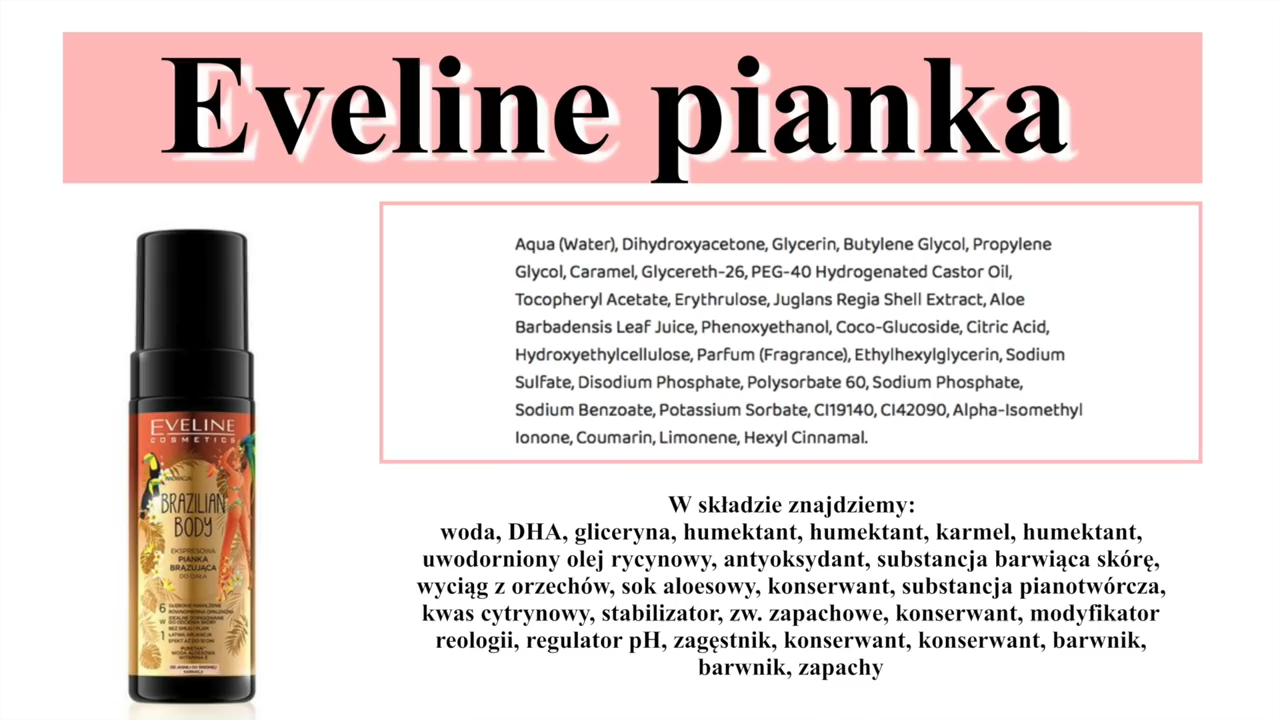 Eveline pianka
Aqua (Water), Dihydroxyacetone, Glycerin, Butylene Glycol, Propylene
Glycol, Caramel, Glycereth-26, PEG-40 Hydrogenated Castor Oil,
Tocopheryl Acetate, Erythrulose, Juglans Regia Shell Extract, Aloe
Barbadensis Leaf Juice, Phenoxyethanol, Coco-Glucoside, Citric Acid,
Hydroxyethylcellulose, Parfum (Fragrance), Ethylhexylglycerin, Sodium
Sulfate, Disodium Phosphate, Polysorbate 60, Sodium Phosphate,
Sodium Benzoate, Potassium Sorbate, CI19140, CI42090, Alpha-Isomethyl
Ionone, Coumarin, Limonene, Hexyl Cinnamal.
EVELINE
COSMETICS
BRAZILIAN
BODY
EKSPRESOWA
PIANKA
BRĄZUJĄCA
DO CIAŁA
6
w
1
W składzie znajdziemy:
woda, DHA, gliceryna, humektant, humektant, karmel, humektant,
uwodorniony olej rycynowy, antyoksydant, substancja barwiąca skórę,
wyciąg z orzechów, sok aloesowy, konserwant, substancja pianotwórcza,
kwas cytrynowy, stabilizator, zw. zapachowe, konserwant, modyfikator
reologii, regulator pH, zagęstnik, konserwant, konserwant, barwnik,
barwnik, zapachy